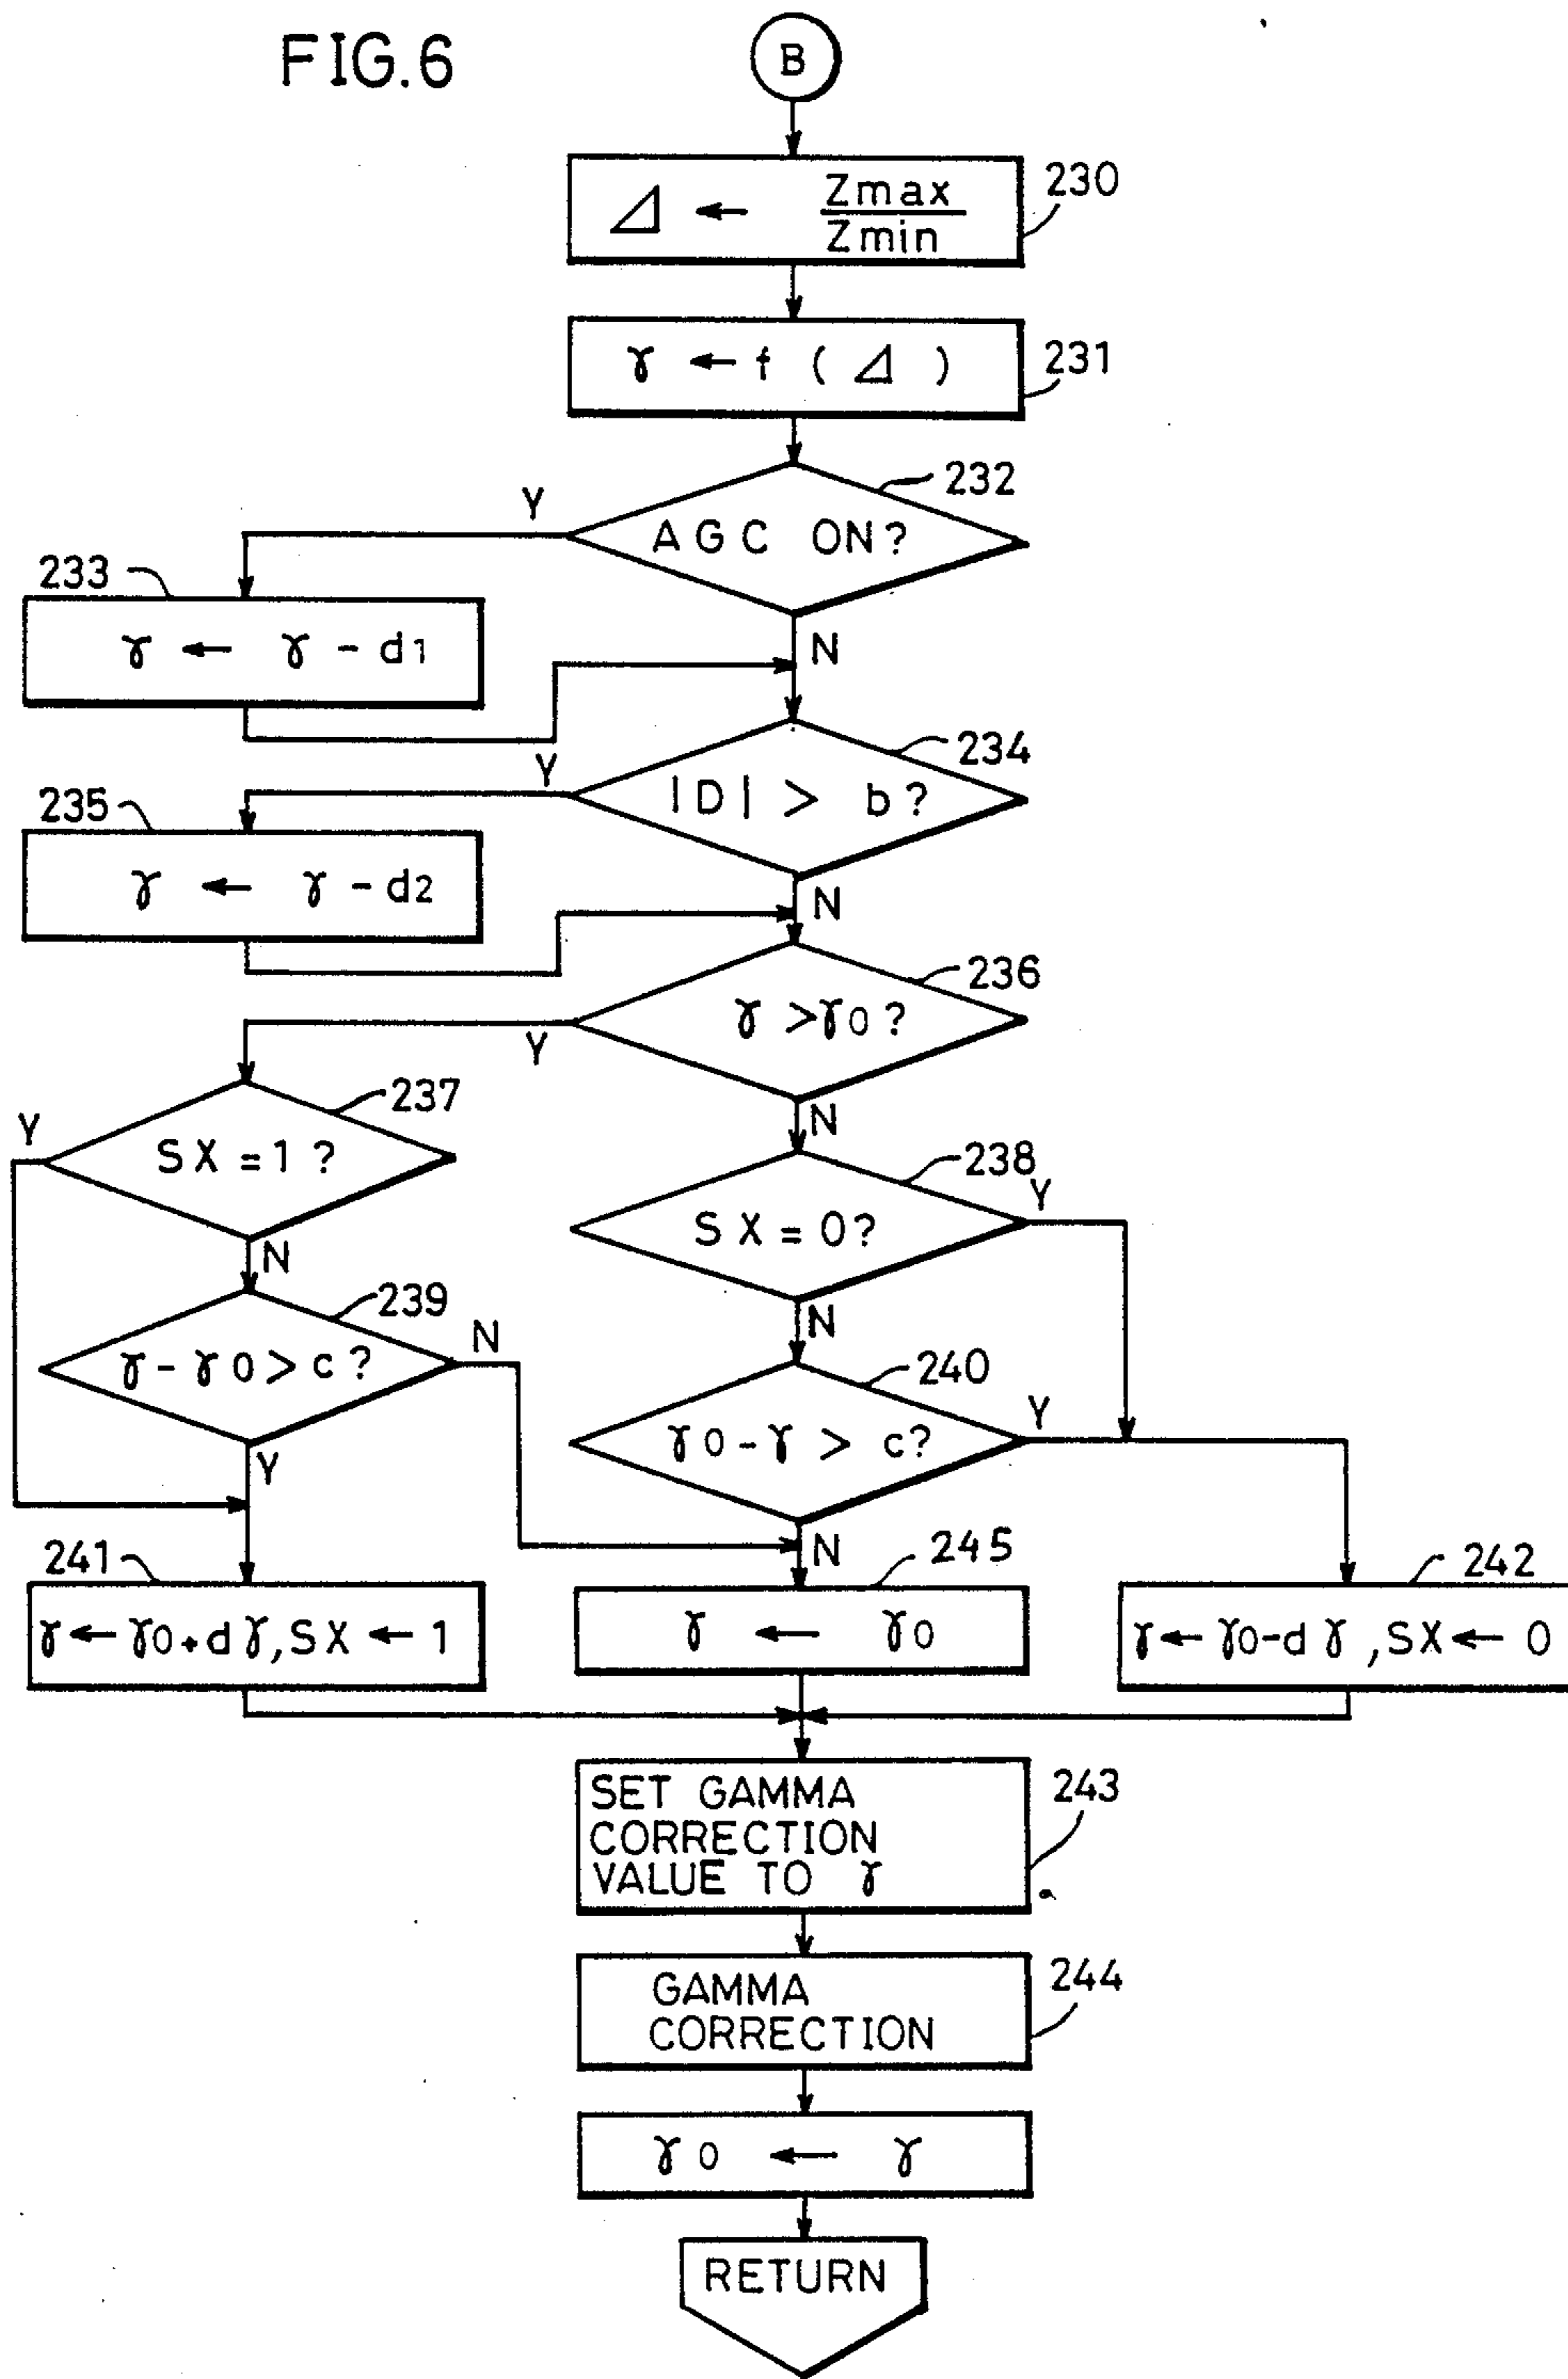 FIG.6
B
Δ ← Zmax
Zmin
230
γ ← f ( Δ )
231
232
Y
AGC ON?
N
233
γ ← γ - d1
234
Y
|D| > b?
N
235
γ ← γ - d2
236
γ > γ0?
Y
N
237
Y
SX = 1?
N
238
SX = 0?
Y
N
239
γ - γ0 > c?
N
Y
240
γ0 - γ > c?
Y
N
241
γ ← γ0 + dγ, SX ← 1
245
γ ← γ0
242
γ ← γ0 - dγ, SX ← 0
SET GAMMA
CORRECTION
VALUE TO γ
243
GAMMA
CORRECTION
244
γ0 ← γ
RETURN